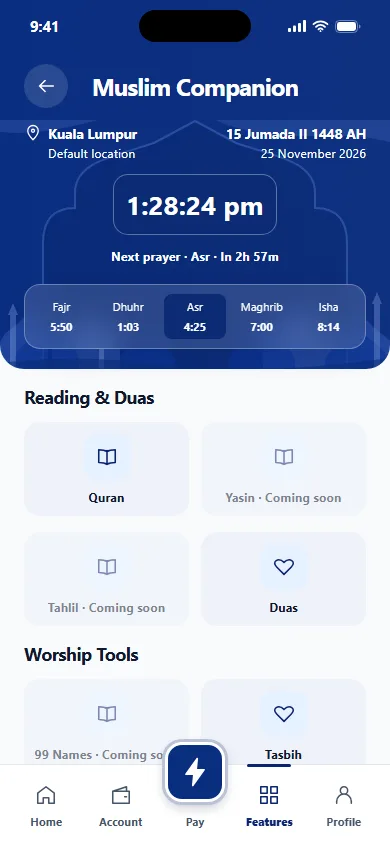 9:41
Muslim Companion
Kuala Lumpur
15 Jumada II 1448 AH
Default location
25 November 2026
1:28:24 pm
Next prayer · Asr · In 2h 57m
Fajr Dhuhr Asr Maghrib Isha
5:50 1:03 4:25 7:00 8:14
Reading & Duas
Quran
Yasin · Coming soon
Tahlil · Coming soon
Duas
Worship Tools
99 Names · Coming so
Tasbih
Home Account Pay Features Profile